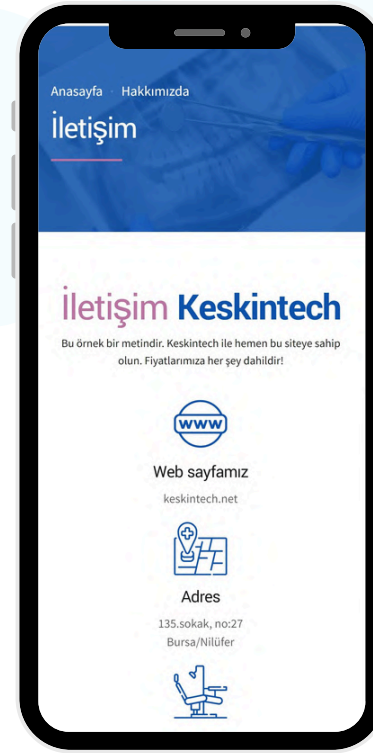 Anasayfa · Hakkımızda
İletişim
İletişim Keskintech
Bu örnek bir metindir. Keskintech ile hemen bu siteye sahip
olun. Fiyatlarımıza her şey dahildir!
www
Web sayfamız
keskintech.net
Adres
135.sokak, no:27
Bursa/Nilüfer